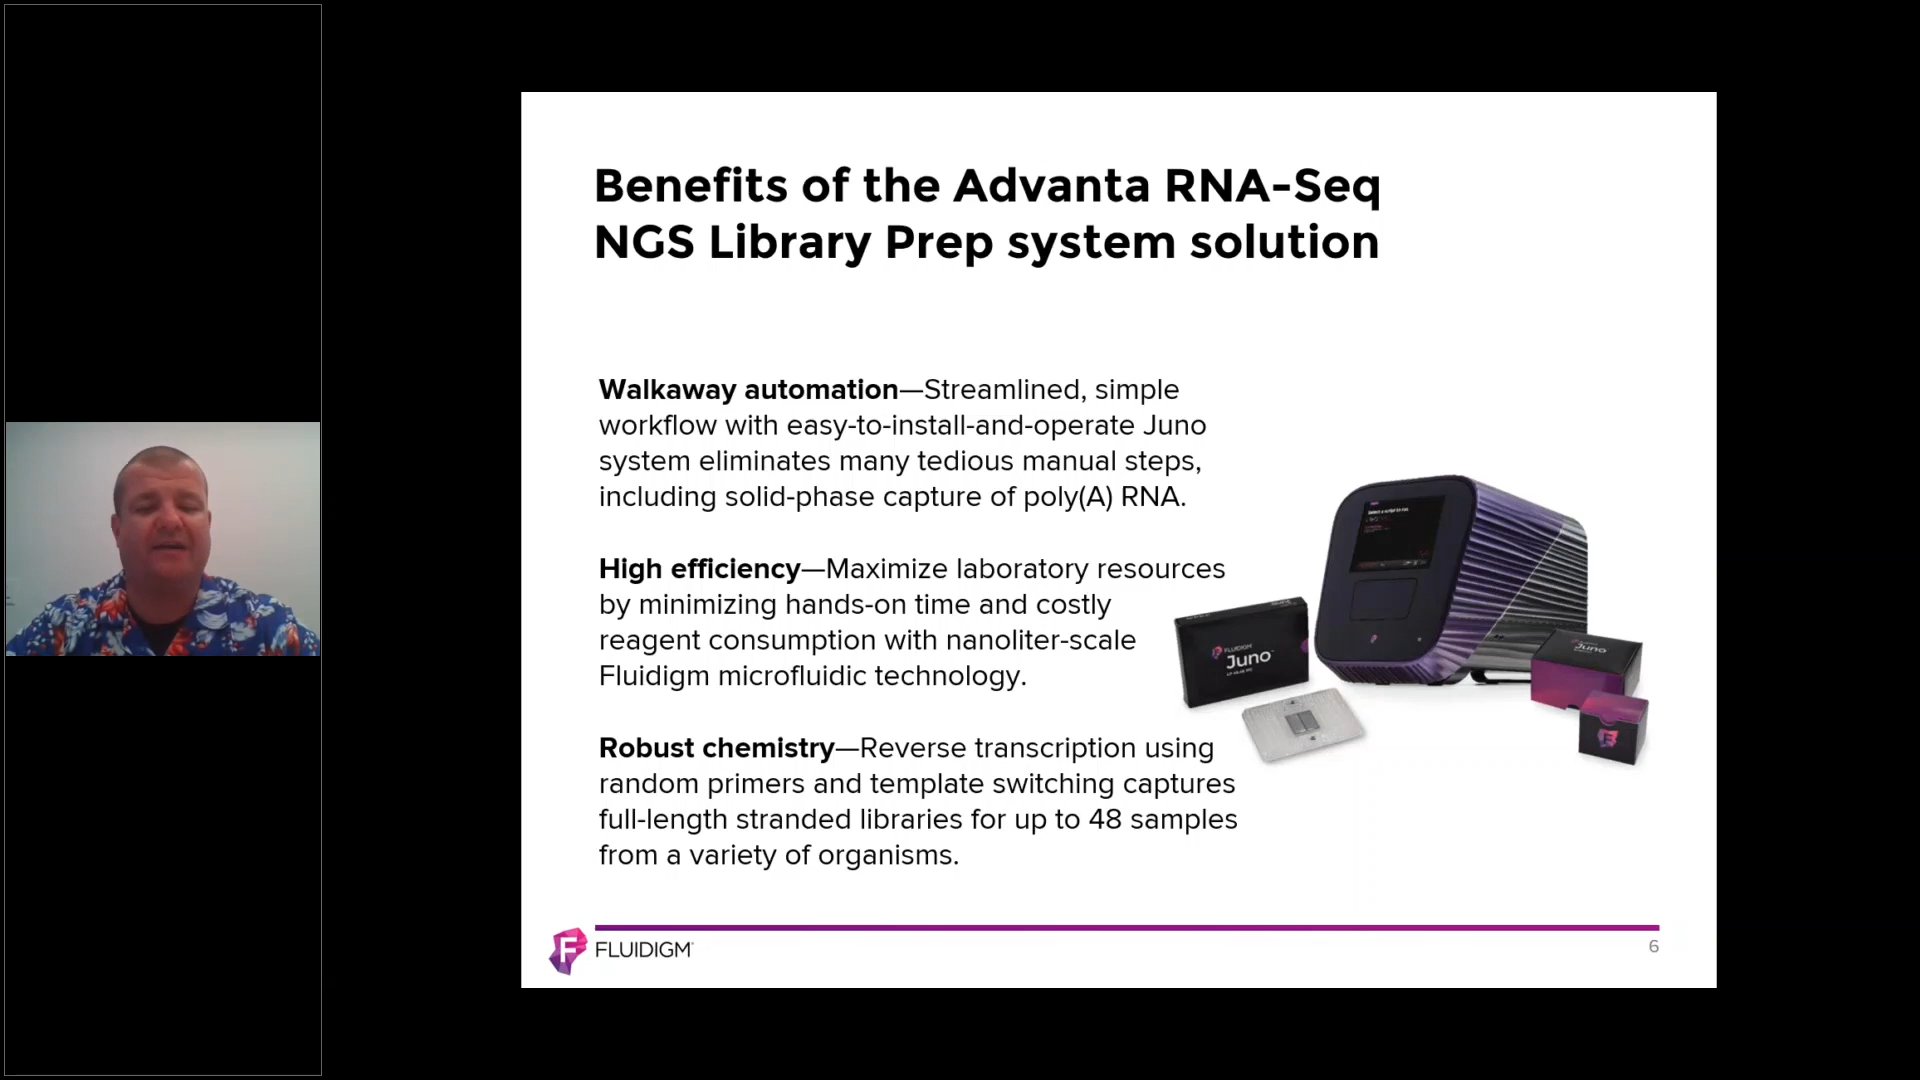 Benefits of the Advanta RNA-Seq
NGS Library Prep system solution
Walkaway automation—Streamlined, simple
workflow with easy-to-install-and-operate Juno
system eliminates many tedious manual steps,
including solid-phase capture of poly(A) RNA.
High efficiency—Maximize laboratory resources
by minimizing hands-on time and costly
reagent consumption with nanoliter-scale
Fluidigm microfluidic technology.
Robust chemistry—Reverse transcription using
random primers and template switching captures
full-length stranded libraries for up to 48 samples
from a variety of organisms.
FLUIDIGM
Juno
Juno
F
F FLUIDIGM
6